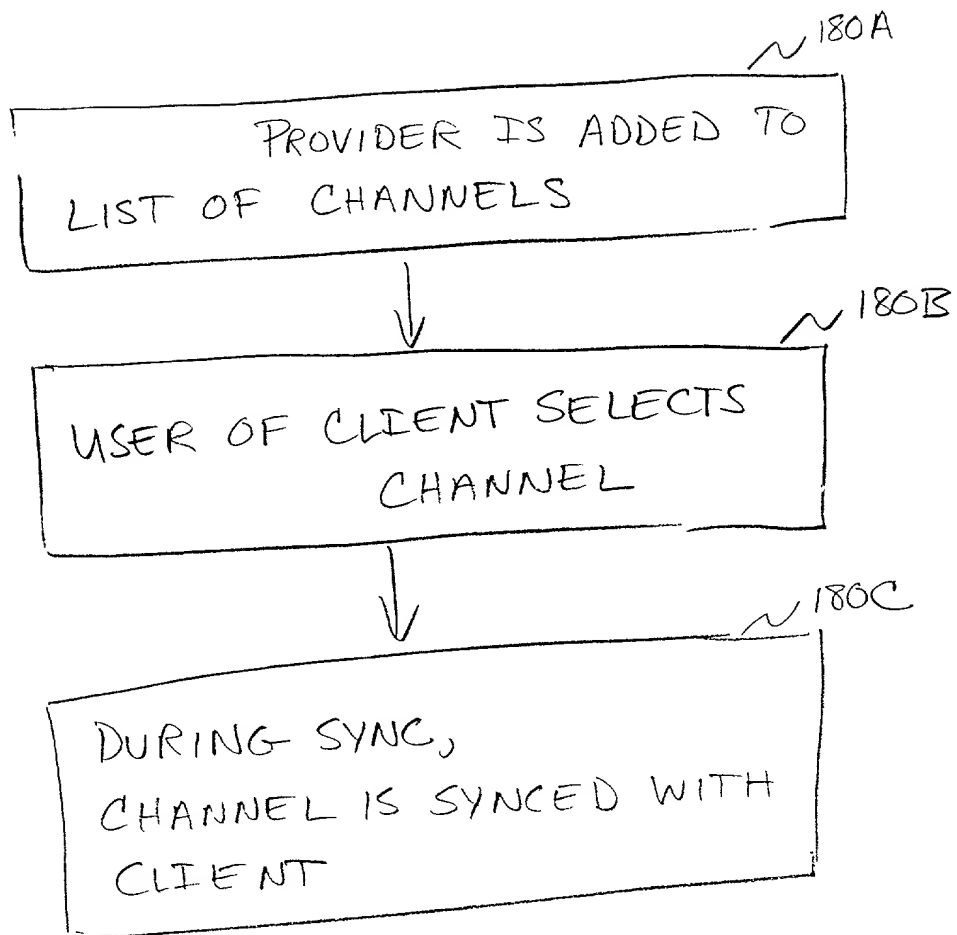 180A
PROVIDER IS ADDED TO
LIST OF CHANNELS
180B
USER OF CLIENT SELECTS
CHANNEL
180C
DURING SYNC,
CHANNEL IS SYNCED WITH
CLIENT